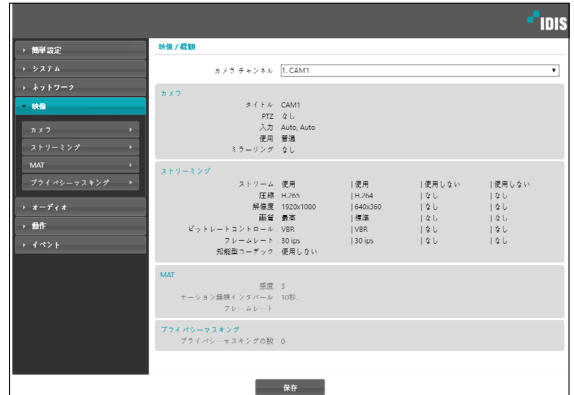 IDIS
簡単設定
システム
ネットワーク
映像
カメラ
ストリーミング
MAT
プライバシーマスキング
オーディオ
動作
イベント
映像 / 概観
カメラ チャンネル 1. CAM1
カメラ
タイトル CAM1
PTZ なし
入力 Auto, Auto
使用 普通
ミラーリング なし
ストリーミング
ストリーム 使用 | 使用 | 使用しない | 使用しない
圧縮 H.265 | H.264 | なし | なし
解像度 1920x1080 | 640x360 | なし | なし
画質 最高 | 標準 | なし | なし
ビットレートコントロール VBR | VBR | なし | なし
フレームレート 30 ips | 30 ips | なし | なし
知能型コーデック 使用しない
MAT
感度 3
モーション無視インタバール 10秒.
フレームレート
プライバシーマスキング
プライバシーマスキングの数 0
保存